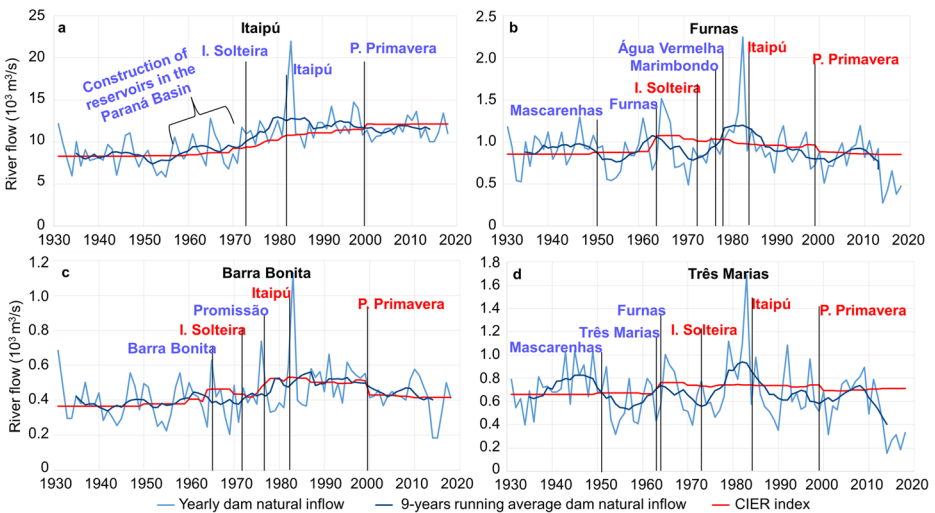 a
Itaipú
25
20
15
10
5
0
River flow (10³ m³/s)
Construction of
reservoirs in the
Paraná Basin
I. Solteira
Itaipú
P. Primavera
1930 1940 1950 1960 1970 1980 1990 2000 2010 2020
b
Furnas
2.5
2.0
1.5
1.0
0.5
0
Mascarenhas
Furnas
Água Vermelha
Marimbondo
I. Solteira
Itaipú
P. Primavera
1930 1940 1950 1960 1970 1980 1990 2000 2010 2020
c
Barra Bonita
1.2
1.0
0.8
0.6
0.4
0.2
0
River flow (10³ m³/s)
Barra Bonita
I. Solteira
Promissão
Itaipú
P. Primavera
1930 1940 1950 1960 1970 1980 1990 2000 2010 2020
d
Três Marias
1.8
1.6
1.4
1.2
1.0
0.8
0.6
0.4
0.2
0
Mascarenhas
Três Marias
Furnas
I. Solteira
Itaipú
P. Primavera
1930 1940 1950 1960 1970 1980 1990 2000 2010 2020
Yearly dam natural inflow
9-years running average dam natural inflow
CIER index